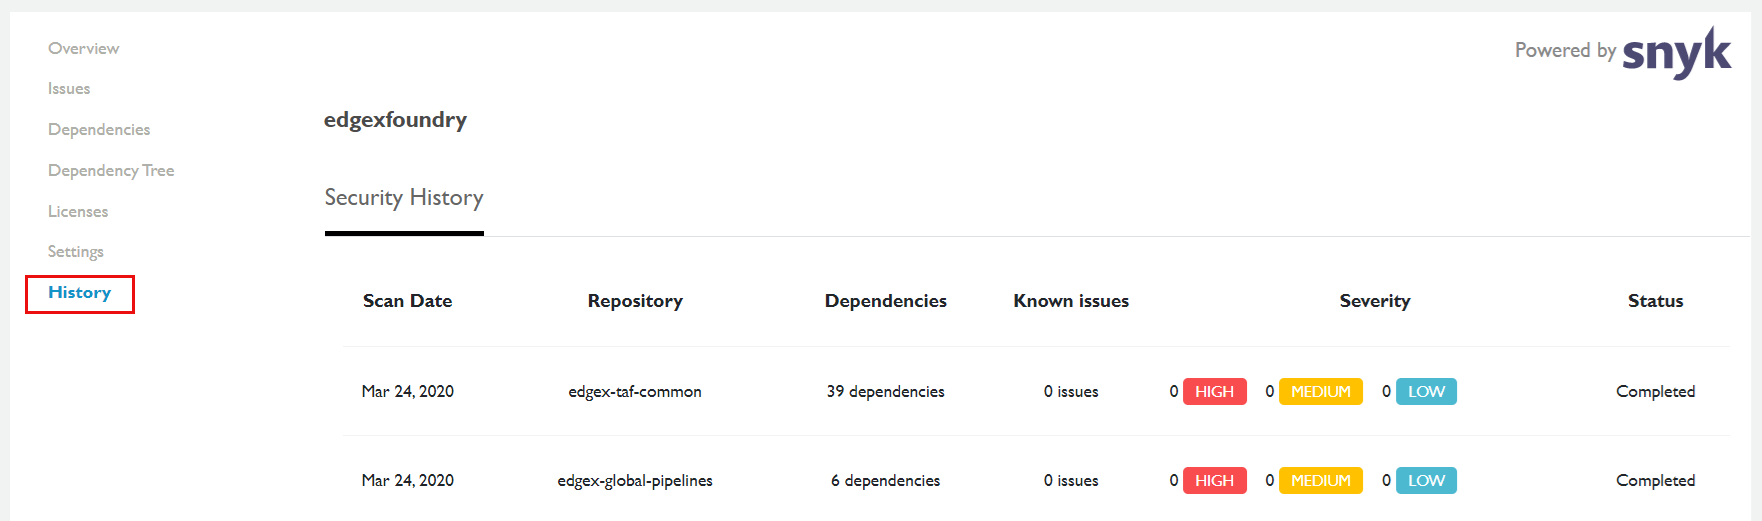 Overview
Issues
Dependencies
Dependency Tree
Licenses
Settings
History
Powered by snyk
edgexfoundry
Security History
Scan Date Repository Dependencies Known issues Severity Status
Mar 24, 2020 edgex-taf-common 39 dependencies 0 issues 0 HIGH 0 MEDIUM 0 LOW Completed
Mar 24, 2020 edgex-global-pipelines 6 dependencies 0 issues 0 HIGH 0 MEDIUM 0 LOW Completed